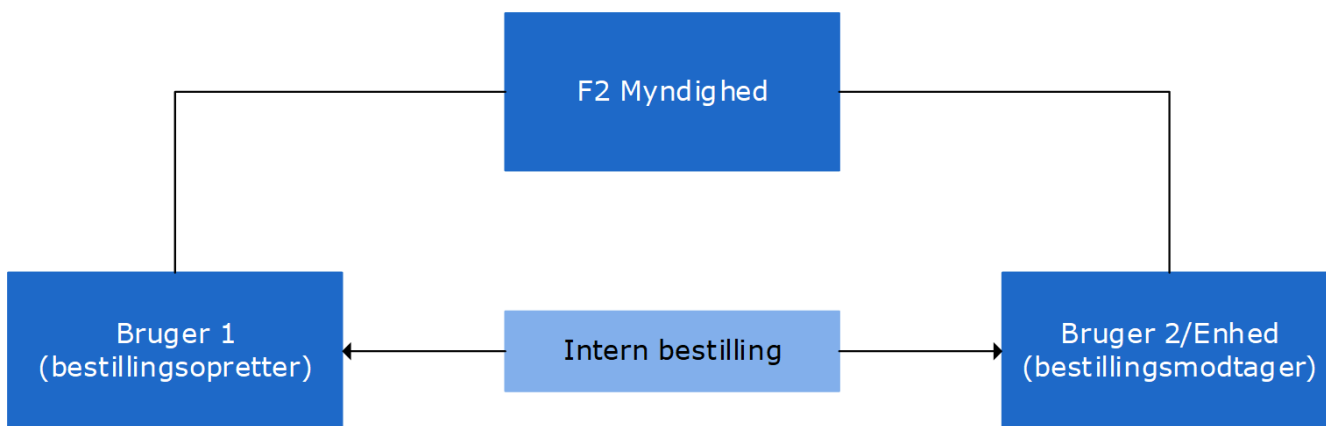 F2 Myndighed
Bruger 1
(bestillingsopretter)
Intern bestilling
Bruger 2/Enhed
(bestillingsmodtager)